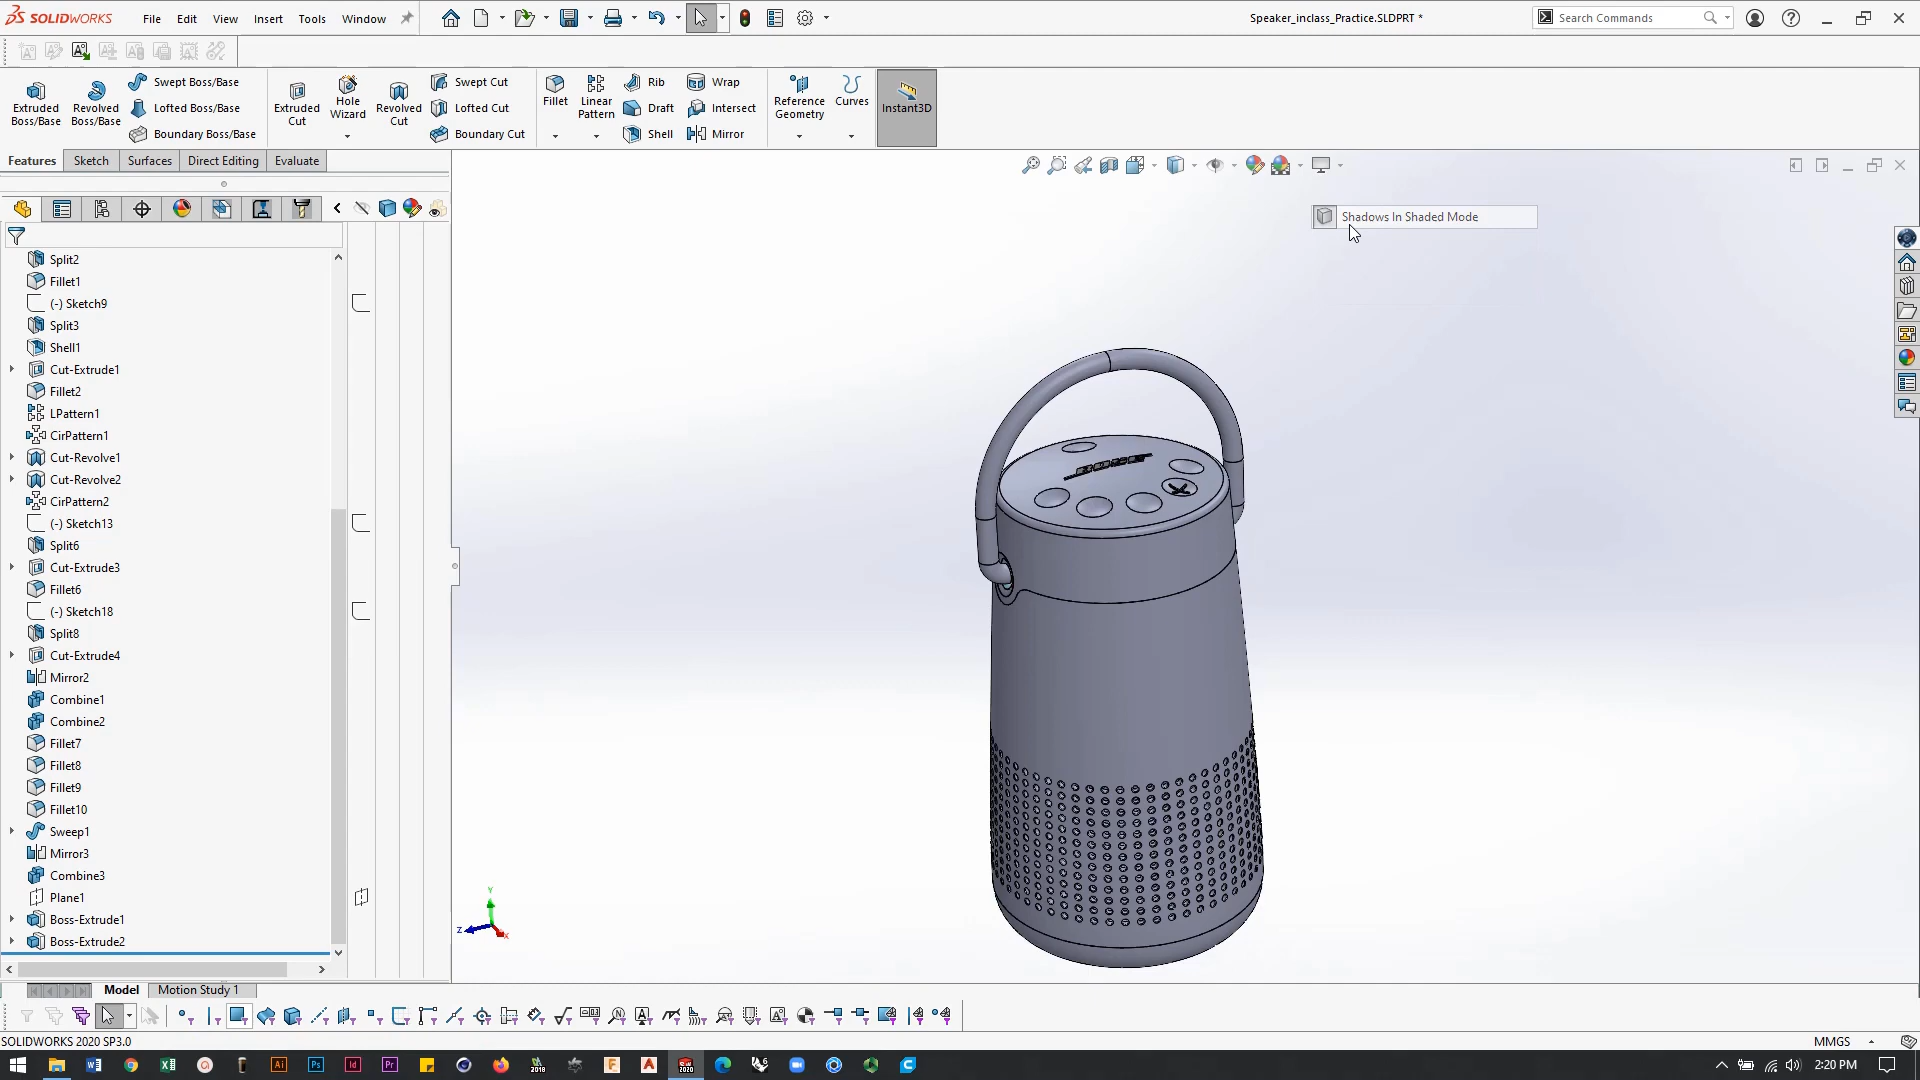 SOLIDWORKS File Edit View Insert Tools Window Speaker_inclass_Practice.SLDPRT * Search Commands
Extruded Boss/Base
Revolved Boss/Base
Swept Boss/Base
Lofted Boss/Base
Boundary Boss/Base
Extruded Cut
Hole Wizard
Revolved Cut
Swept Cut
Lofted Cut
Boundary Cut
Fillet
Linear Pattern
Rib
Draft
Shell
Wrap
Intersect
Mirror
Reference Geometry
Curves
Instant3D
Features Sketch Surfaces Direct Editing Evaluate
Shadows In Shaded Mode
Split2
Fillet1
(-) Sketch9
Split3
Shell1
Cut-Extrude1
Fillet2
LPattern1
CirPattern1
Cut-Revolve1
Cut-Revolve2
CirPattern2
(-) Sketch13
Split6
Cut-Extrude3
Fillet6
(-) Sketch18
Split8
Cut-Extrude4
Mirror2
Combine1
Combine2
Fillet7
Fillet8
Fillet9
Fillet10
Sweep1
Mirror3
Combine3
Plane1
Boss-Extrude1
Boss-Extrude2
BOSE
Y
Z
X
Model Motion Study 1
SOLIDWORKS 2020 SP3.0 MMGS
2:20 PM